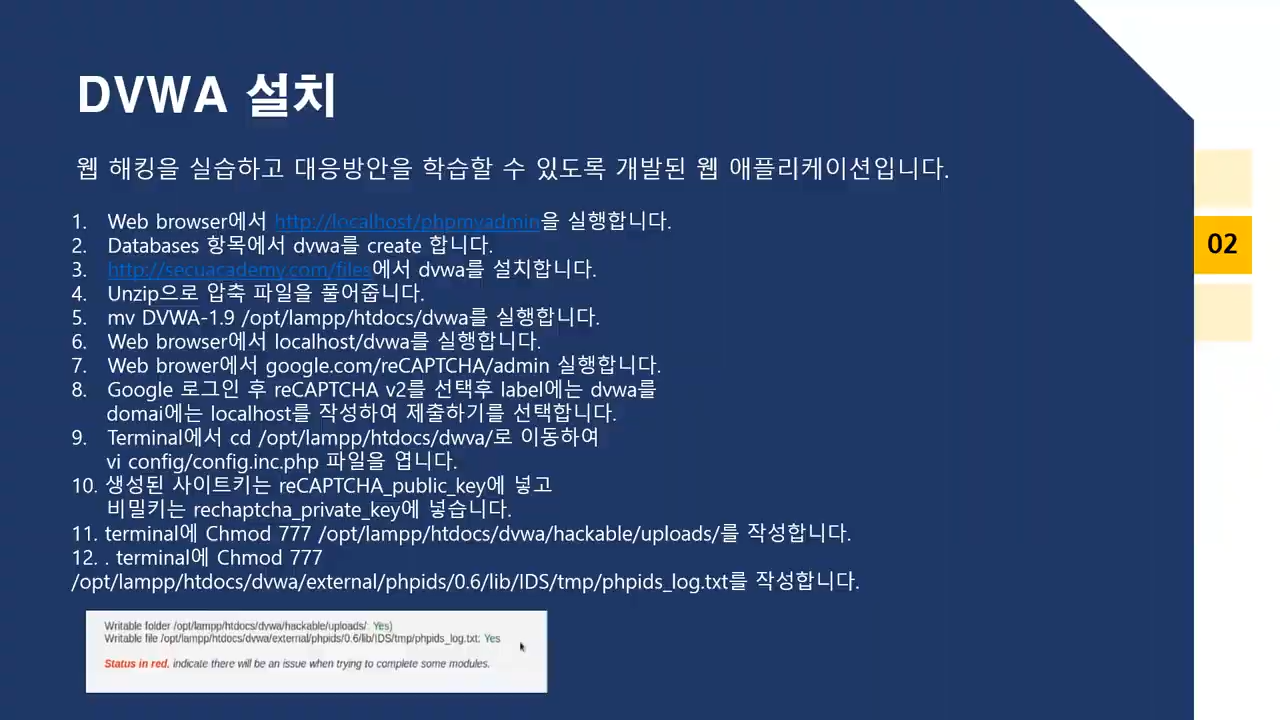 DVWA 설치
웹 해킹을 실습하고 대응방안을 학습할 수 있도록 개발된 웹 애플리케이션입니다.
1. Web browser에서 http://localhost/phpmyadmin을 실행합니다.
2. Databases 항목에서 dvwa를 create 합니다.
3. http://secuacademy.com/files에서 dvwa를 설치합니다.
4. Unzip으로 압축 파일을 풀어줍니다.
5. mv DVWA-1.9 /opt/lampp/htdocs/dvwa를 실행합니다.
6. Web browser에서 localhost/dvwa를 실행합니다.
7. Web brower에서 google.com/reCAPTCHA/admin 실행합니다.
8. Google 로그인 후 reCAPTCHA v2를 선택후 label에는 dvwa를
domai에는 localhost를 작성하여 제출하기를 선택합니다.
9. Terminal에서 cd /opt/lampp/htdocs/dwva/로 이동하여
vi config/config.inc.php 파일을 엽니다.
10. 생성된 사이트키는 reCAPTCHA_public_key에 넣고
비밀키는 rechaptcha_private_key에 넣습니다.
11. terminal에 Chmod 777 /opt/lampp/htdocs/dvwa/hackable/uploads/를 작성합니다.
12. . terminal에 Chmod 777
/opt/lampp/htdocs/dvwa/external/phpids/0.6/lib/IDS/tmp/phpids_log.txt를 작성합니다.
Writable folder /opt/lampp/htdocs/dvwa/hackable/uploads/: Yes)
Writable file /opt/lampp/htdocs/dvwa/external/phpids/0.6/lib/IDS/tmp/phpids_log.txt: Yes
Status in red, indicate there will be an issue when trying to complete some modules.
02